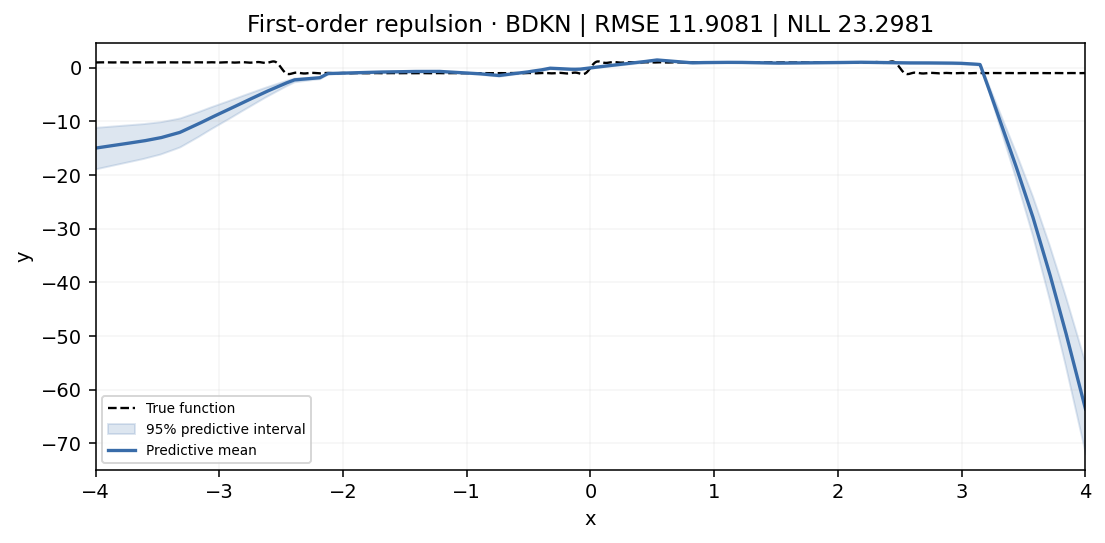 First-order repulsion · BDKN | RMSE 11.9081 | NLL 23.2981
y
0
−10
−20
−30
−40
−50
−60
−70
True function
95% predictive interval
Predictive mean
−4 −3 −2 −1 0 1 2 3 4
x